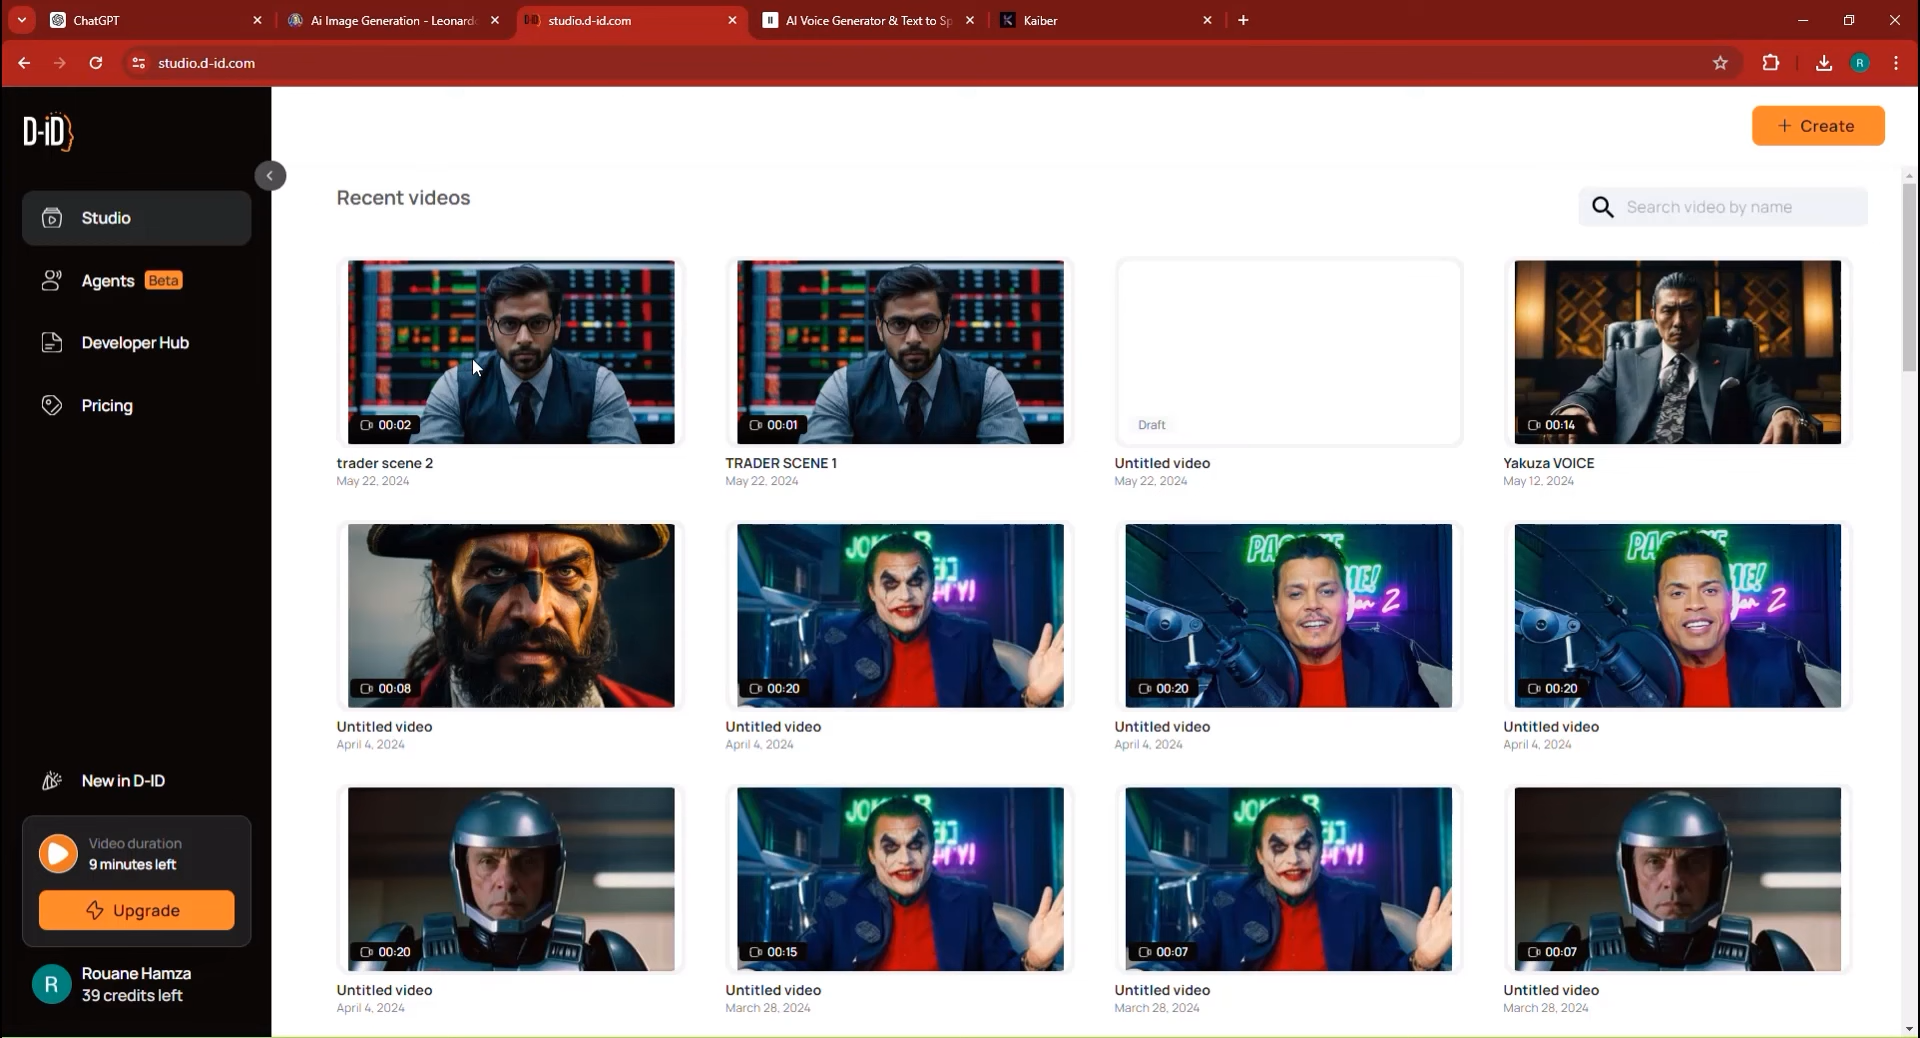 ChatGPT
Ai Image Generation - Leonardo
studio.d-id.com
AI Voice Generator & Text to Sp
Kaiber
studio.d-id.com
R
D-iD
+ Create
Studio
Agents Beta
Developer Hub
Pricing
New in D-ID
Video duration
9 minutes left
Upgrade
R
Rouane Hamza
39 credits left
Recent videos
Search video by name
00:02
trader scene 2
May 22, 2024
00:01
TRADER SCENE 1
May 22, 2024
Draft
Untitled video
May 22, 2024
00:14
Yakuza VOICE
May 12, 2024
00:08
Untitled video
April 4, 2024
00:20
Untitled video
April 4, 2024
00:20
Untitled video
April 4, 2024
00:20
Untitled video
April 4, 2024
00:20
Untitled video
April 4, 2024
00:15
Untitled video
March 28, 2024
00:07
Untitled video
March 28, 2024
00:07
Untitled video
March 28, 2024